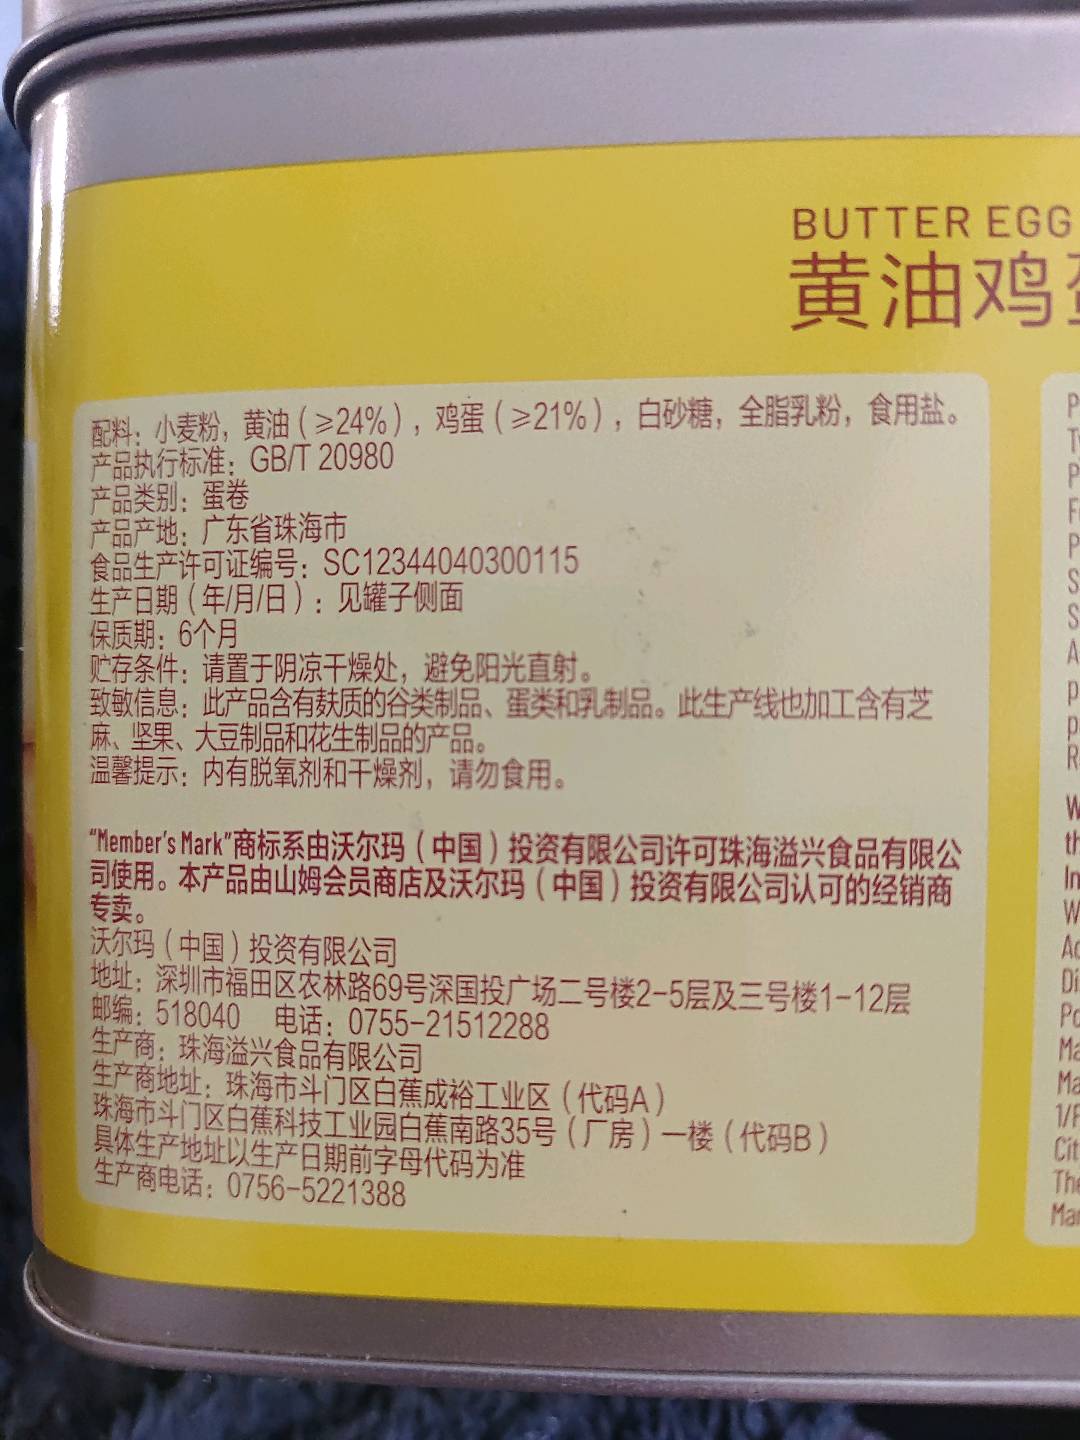 BUTTER EGG
黄油鸡
配料：小麦粉，黄油（≥24%），鸡蛋（≥21%），白砂糖，全脂乳粉，食用盐。
产品执行标准：GB/T 20980
产品类别：蛋卷
产品产地：广东省珠海市
食品生产许可证编号：SC12344040300115
生产日期（年/月/日）：见罐子侧面
保质期：6个月
贮存条件：请置于阴凉干燥处，避免阳光直射。
致敏信息：此产品含有麸质的谷类制品、蛋类和乳制品。此生产线也加工含有芝
麻、坚果、大豆制品和花生制品的产品。
温馨提示：内有脱氧剂和干燥剂，请勿食用。
“Member's Mark”商标系由沃尔玛（中国）投资有限公司许可珠海溢兴食品有限公
司使用。本产品由山姆会员商店及沃尔玛（中国）投资有限公司认可的经销商
专卖。
沃尔玛（中国）投资有限公司
地址：深圳市福田区农林路69号深国投广场二号楼2-5层及三号楼1-12层
邮编：518040 电话：0755-21512288
生产商：珠海溢兴食品有限公司
生产商地址：珠海市斗门区白蕉成裕工业区（代码A）
珠海市斗门区白蕉科技工业园白蕉南路35号（厂房）一楼（代码B）
具体生产地址以生产日期前字母代码为准
生产商电话：0756-5221388